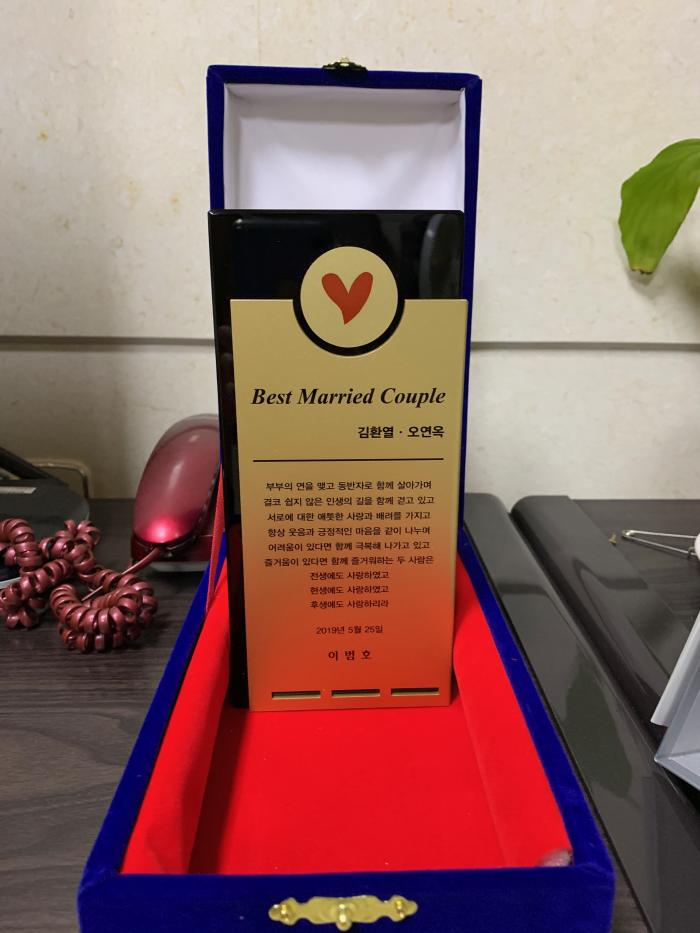 Best Married Couple
김환열 · 오연옥
부부의 연을 맺고 동반자로 함께 살아가며
결코 쉽지 않은 인생의 길을 함께 걷고 있고
서로에 대한 애틋한 사랑과 배려를 가지고
항상 웃음과 긍정적인 마음을 같이 나누며
어려움이 있다면 함께 극복해 나가고 있고
즐거움이 있다면 함께 즐거워하는 두 사람은
전생에도 사랑하였고
현생에도 사랑하였고
후생에도 사랑하리라
2019년 5월 25일
이 범 호